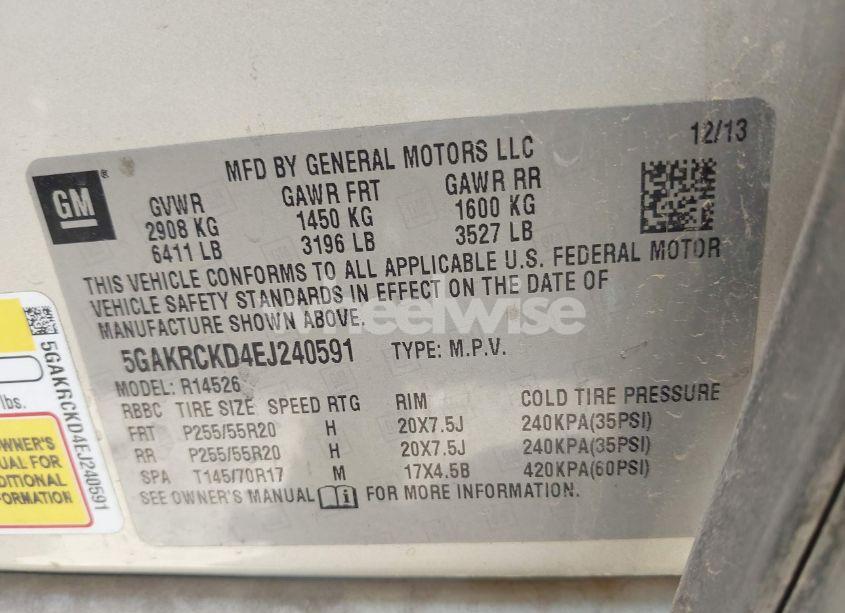 12/13
MFD BY GENERAL MOTORS LLC
GM®
GVWR GAWR FRT GAWR RR
2908 KG 1450 KG 1600 KG
6411 LB 3196 LB 3527 LB
THIS VEHICLE CONFORMS TO ALL APPLICABLE U.S. FEDERAL MOTOR
VEHICLE SAFETY STANDARDS IN EFFECT ON THE DATE OF
MANUFACTURE SHOWN ABOVE.
5GAKRCKD4EJ240591 TYPE: M.P.V.
MODEL: R14526
RBBC TIRE SIZE SPEED RTG RIM COLD TIRE PRESSURE
FRT P255/55R20 H 20X7.5J 240KPA(35PSI)
RR P255/55R20 H 20X7.5J 240KPA(35PSI)
SPA T145/70R17 M 17X4.5B 420KPA(60PSI)
SEE OWNER'S MANUAL i FOR MORE INFORMATION.
5GAKRCKD4EJ240591
lbs.
OWNER'S
FOR
INFORMATION